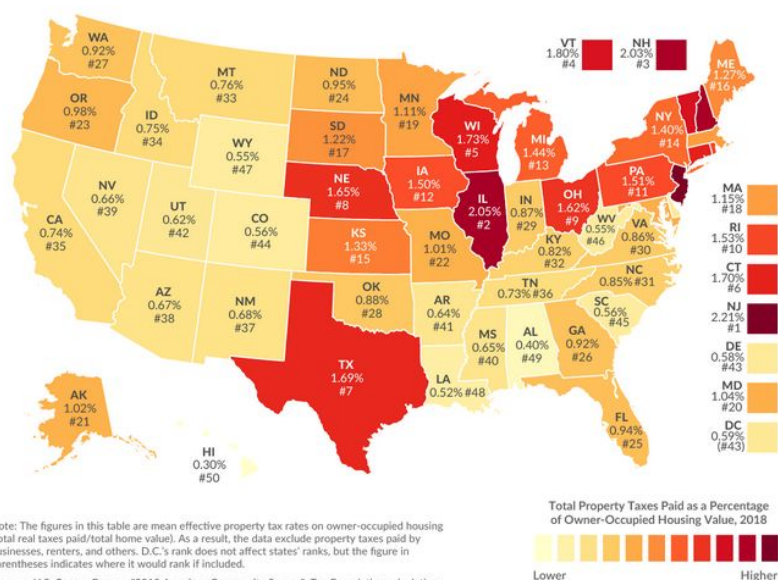 WA
0.92%
#27
VT
1.80%
#4
NH
2.03%
#3
ME
1.27%
#16
MT
0.76%
#33
ND
0.95%
#24
MN
1.11%
#19
OR
0.98%
#23
ID
0.75%
#34
WY
0.55%
#47
SD
1.22%
#17
WI
1.73%
#5
MI
1.44%
#13
NY
1.40%
#14
NV
0.66%
#39
UT
0.62%
#42
CO
0.56%
#44
NE
1.65%
#8
IA
1.50%
#12
IL
2.05%
#2
IN
0.87%
#29
OH
1.62%
#9
PA
1.51%
#11
MA
1.15%
#18
RI
1.53%
#10
CT
1.70%
#6
NJ
2.21%
#1
DE
0.58%
#43
MD
1.04%
#20
DC
0.59%
(#43)
CA
0.74%
#35
KS
1.33%
#15
MO
1.01%
#22
KY
0.82%
#32
WV
0.55%
#46
VA
0.86%
#30
AZ
0.67%
#38
NM
0.68%
#37
OK
0.88%
#28
AR
0.64%
#41
TN
0.73% #36
NC
0.85% #31
SC
0.56%
#45
TX
1.69%
#7
LA
0.52% #48
MS
0.65%
#40
AL
0.40%
#49
GA
0.92%
#26
FL
0.94%
#25
AK
1.02%
#21
HI
0.30%
#50
ote: The figures in this table are mean effective property tax rates on owner-occupied housing
otal real taxes paid/total home value). As a result, the data exclude property taxes paid by
usinesses, renters, and others. D.C.'s rank does not affect states' ranks, but the figure in
arentheses indicates where it would rank if included.
Total Property Taxes Paid as a Percentage
of Owner-Occupied Housing Value, 2018
Lower
Higher